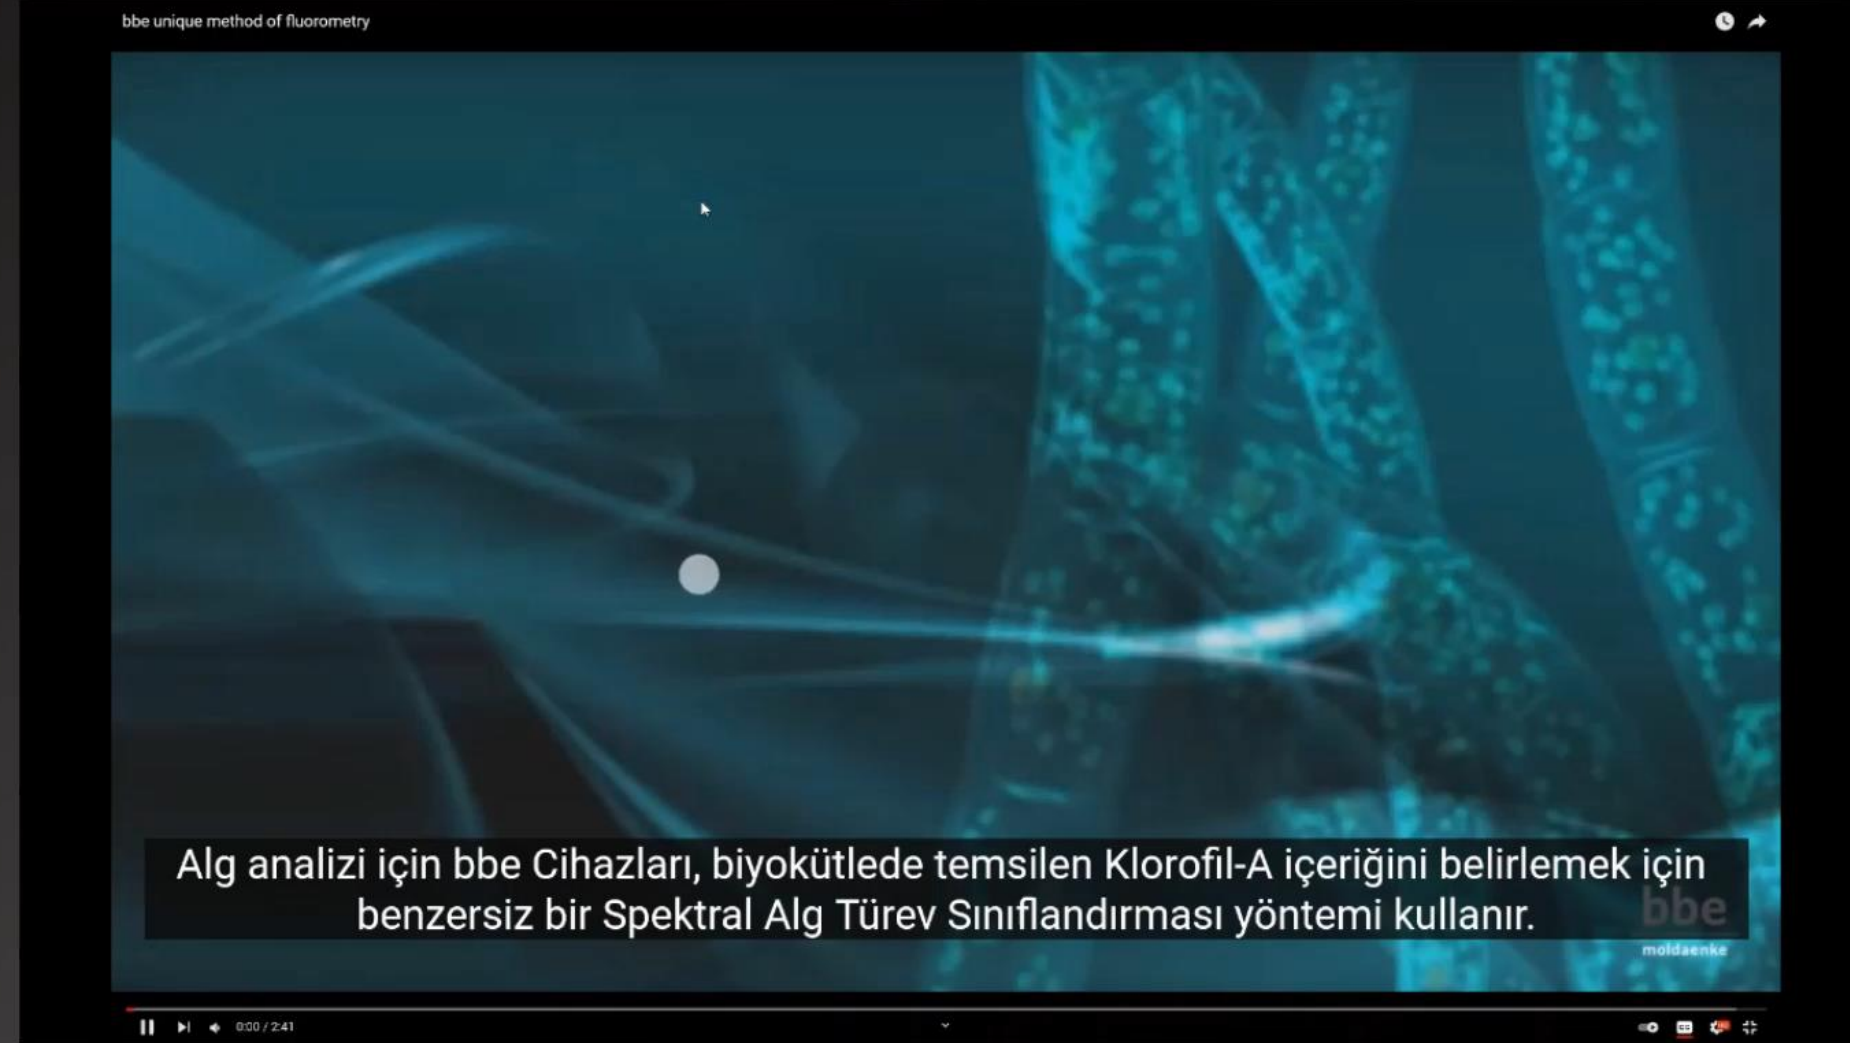 bbe unique method of fluorometry
Alg analizi için bbe Cihazları, biyokütlede temsilen Klorofil-A içeriğini belirlemek için
benzersiz bir Spektral Alg Türev Sınıflandırması yöntemi kullanır.
bbe
moldaenke
0:00 / 2:41